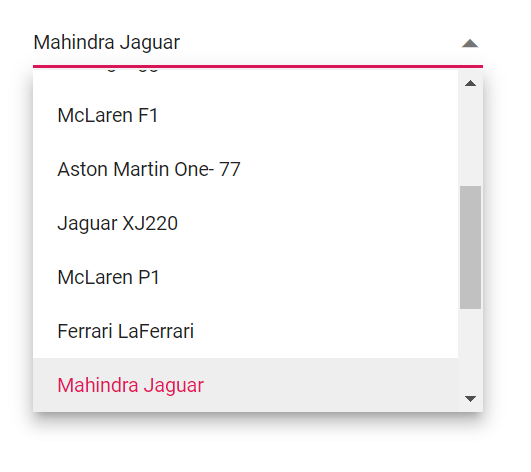 Mahindra Jaguar
McLaren F1
Aston Martin One- 77
Jaguar XJ220
McLaren P1
Ferrari LaFerrari
Mahindra Jaguar